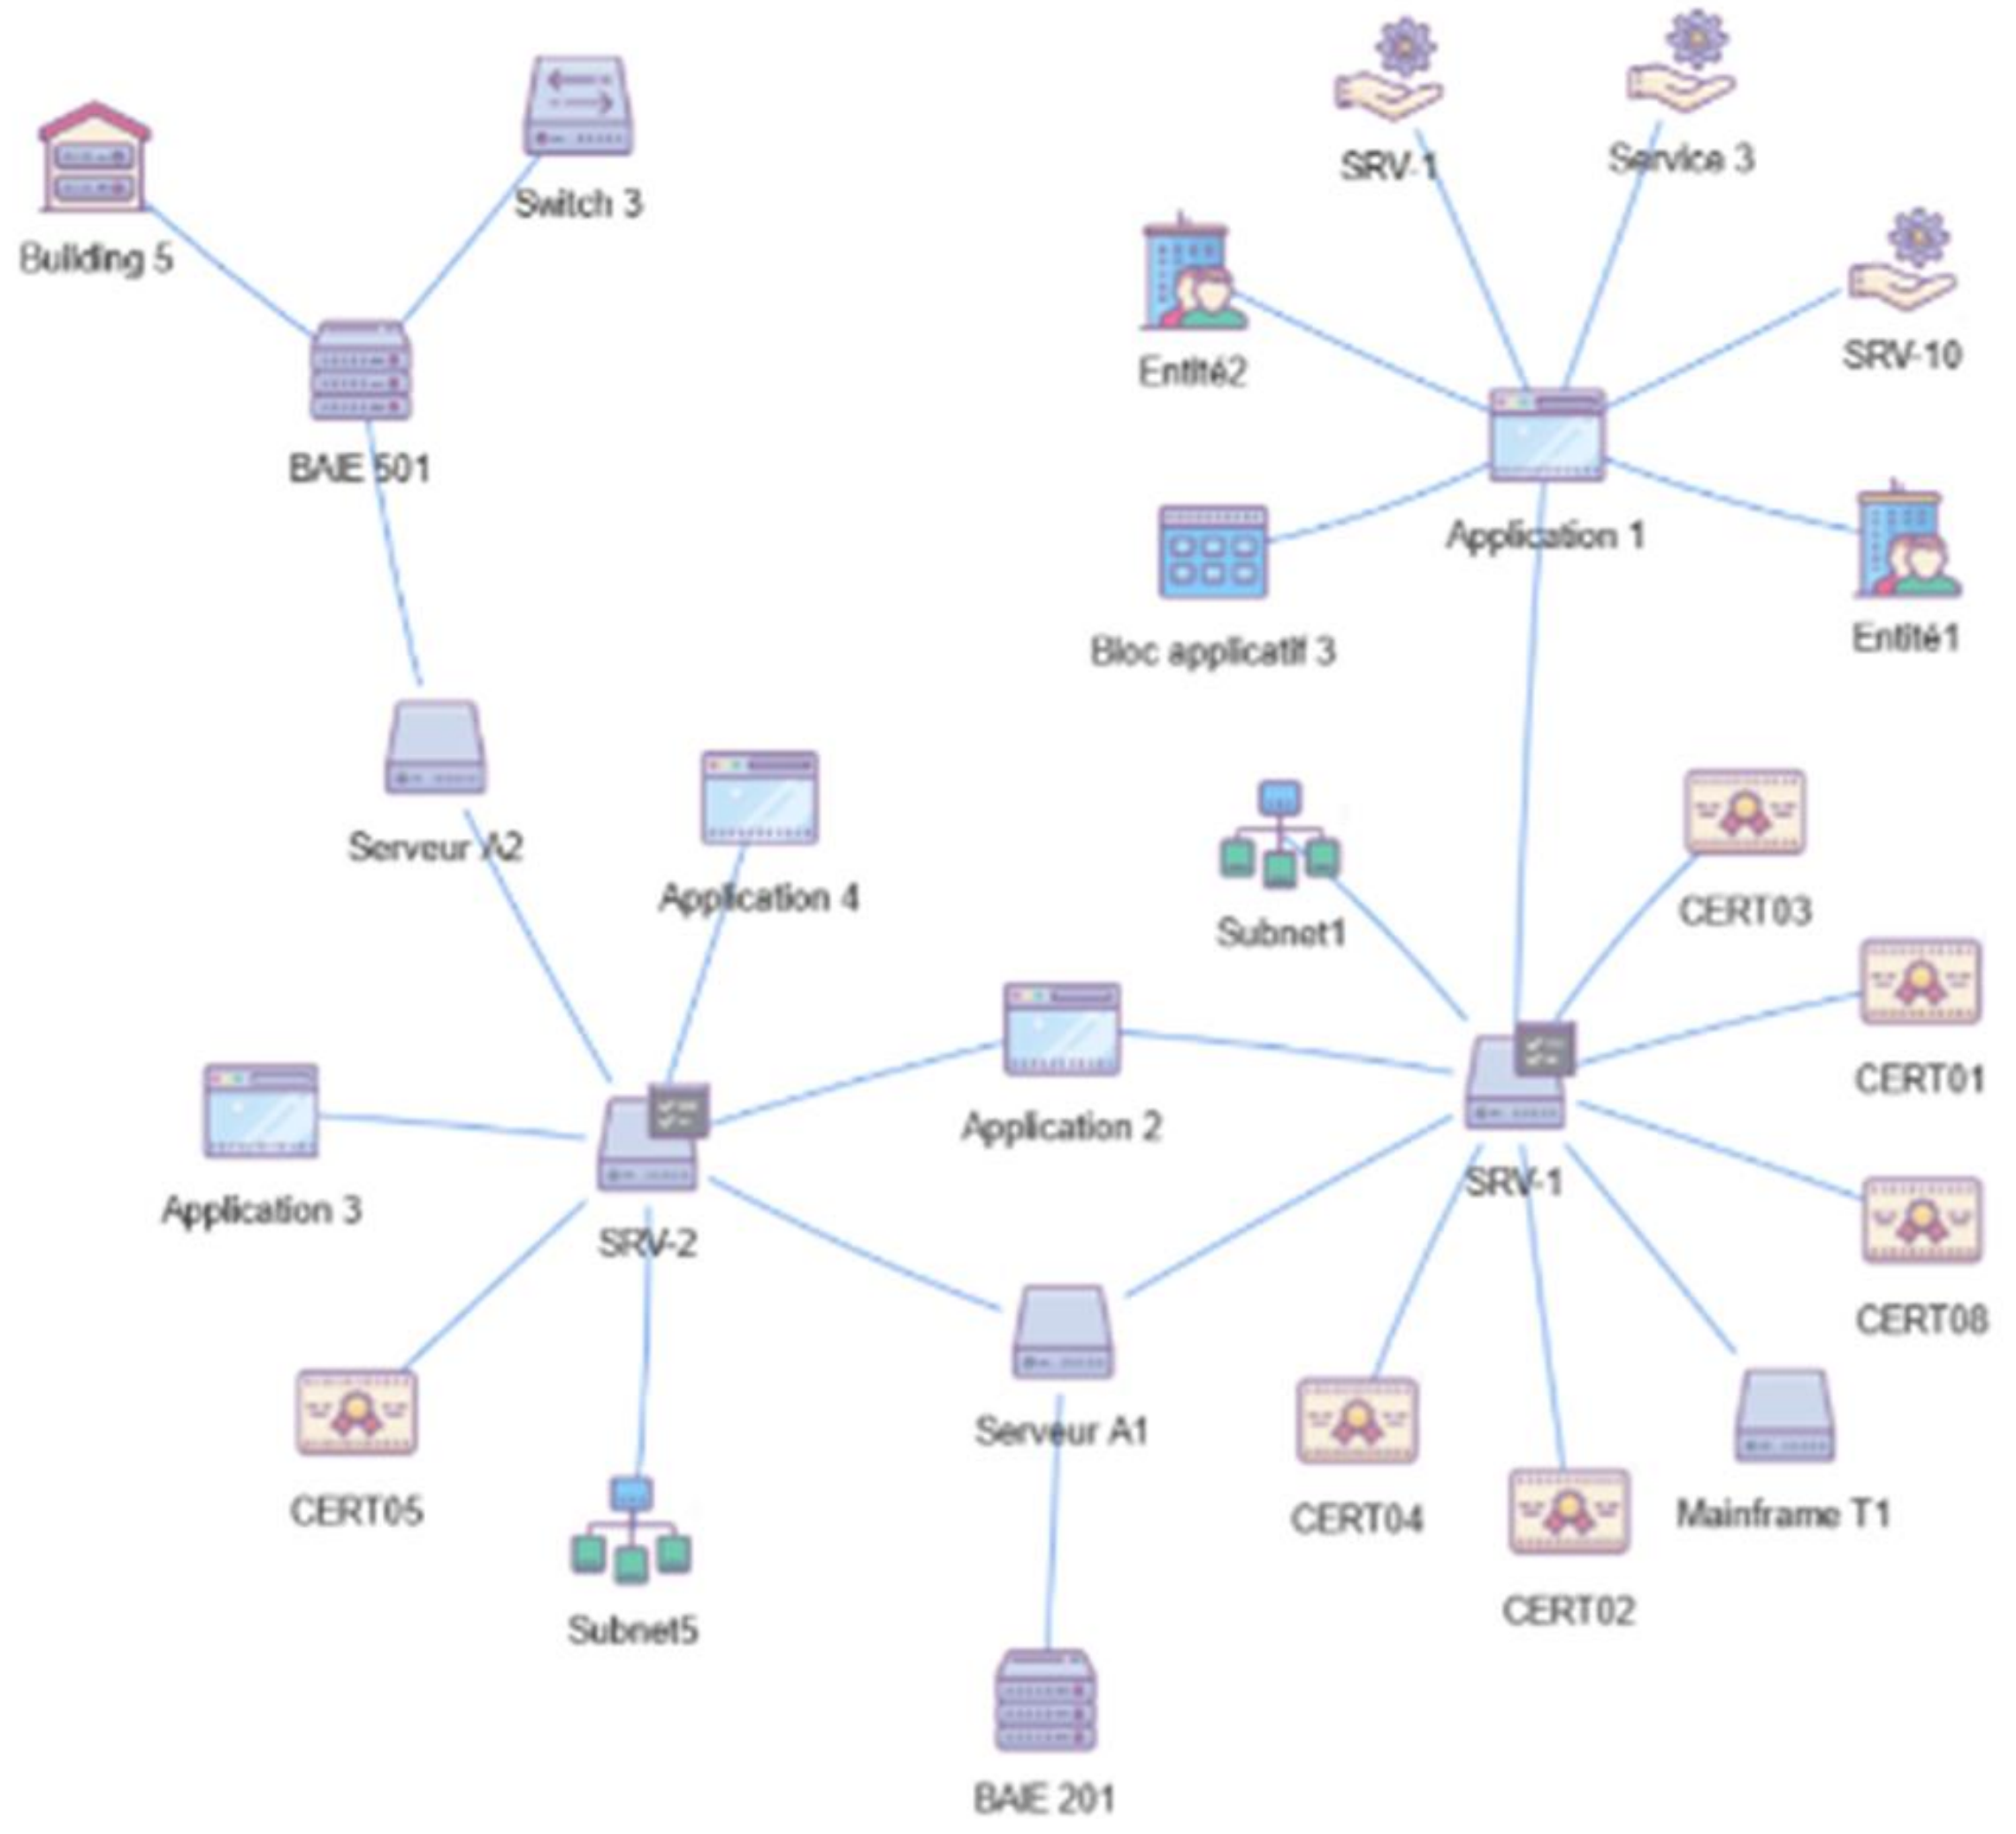 SRV-1
Service 3
Switch 3
Building 5
SRV-10
Entité2
BAIE 501
Application 1
Entité1
Bloc applicatif 3
Serveur A2
Application 4
CERT03
Subnet1
CERT01
Application 2
SRV-1
Application 3
SRV-2
CERT08
Serveur A1
CERT05
CERT04
Mainframe T1
CERT02
Subnet5
BAIE 201